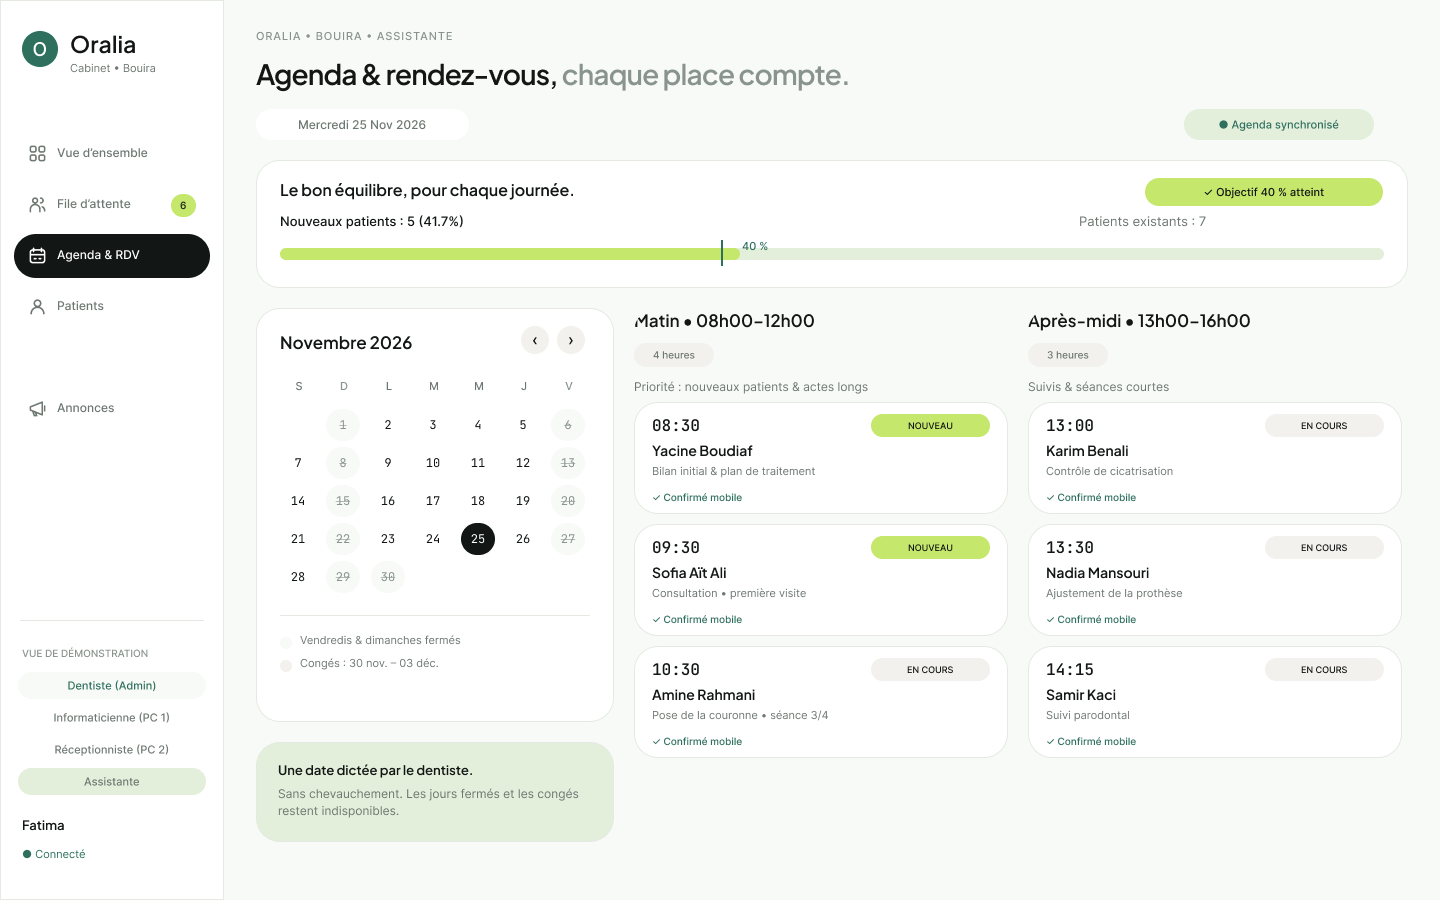 O
Oralia
Cabinet • Bouira
Vue d'ensemble
File d'attente
6
Agenda & RDV
Patients
Annonces
VUE DE DÉMONSTRATION
Dentiste (Admin)
Informaticienne (PC 1)
Réceptionniste (PC 2)
Assistante
Fatima
● Connecté
ORALIA • BOUIRA • ASSISTANTE
Agenda & rendez-vous, chaque place compte.
Mercredi 25 Nov 2026
● Agenda synchronisé
Le bon équilibre, pour chaque journée.
✓ Objectif 40 % atteint
Nouveaux patients : 5 (41.7%)
Patients existants : 7
40 %
Novembre 2026
‹ ›
S D L M M J V
1 2 3 4 5 6
7 8 9 10 11 12 13
14 15 16 17 18 19 20
21 22 23 24 25 26 27
28 29 30
Vendredis & dimanches fermés
Congés : 30 nov. – 03 déc.
Une date dictée par le dentiste.
Sans chevauchement. Les jours fermés et les congés
restent indisponibles.
Matin • 08h00–12h00
4 heures
Priorité : nouveaux patients & actes longs
08:30
NOUVEAU
Yacine Boudiaf
Bilan initial & plan de traitement
✓ Confirmé mobile
09:30
NOUVEAU
Sofia Aït Ali
Consultation • première visite
✓ Confirmé mobile
10:30
EN COURS
Amine Rahmani
Pose de la couronne • séance 3/4
✓ Confirmé mobile
Après-midi • 13h00–16h00
3 heures
Suivis & séances courtes
13:00
EN COURS
Karim Benali
Contrôle de cicatrisation
✓ Confirmé mobile
13:30
EN COURS
Nadia Mansouri
Ajustement de la prothèse
✓ Confirmé mobile
14:15
EN COURS
Samir Kaci
Suivi parodontal
✓ Confirmé mobile